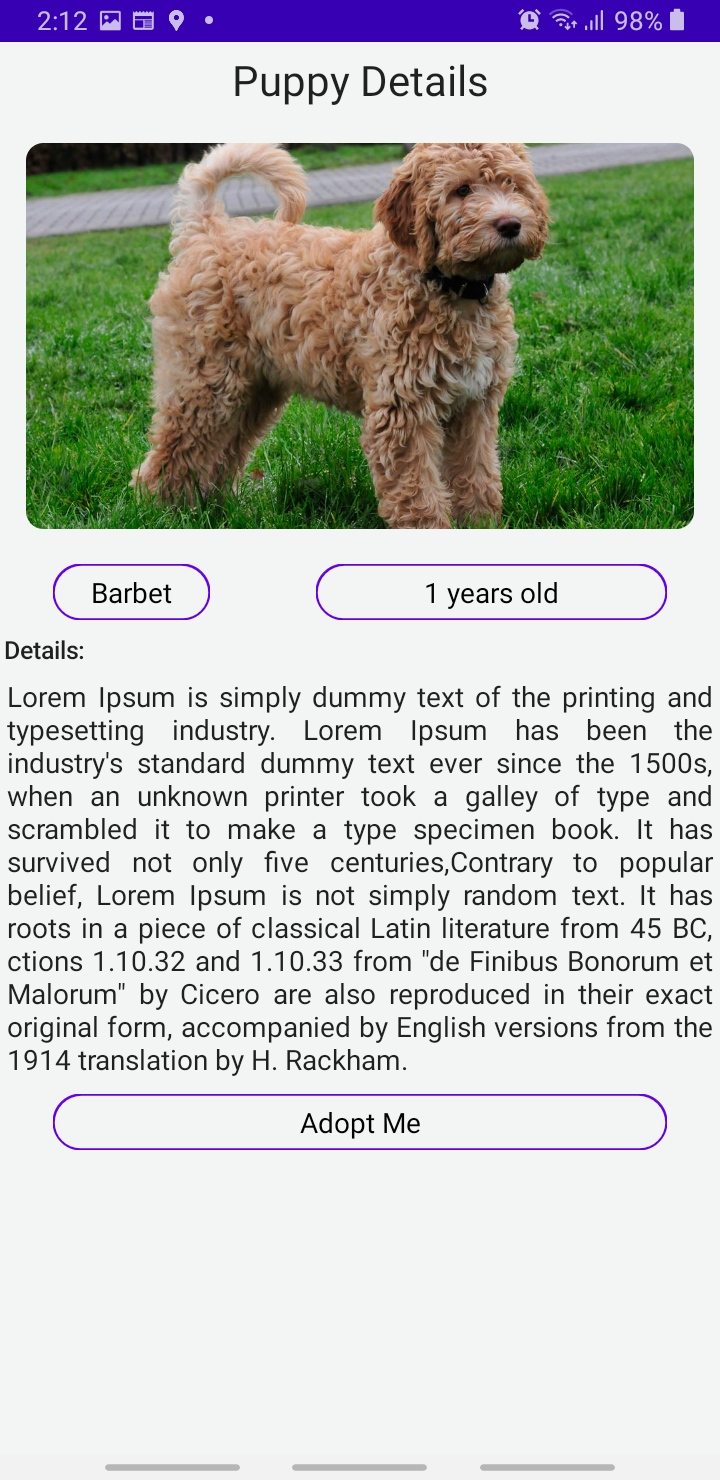 2:12 98%
Puppy Details
Barbet 1 years old
Details:
Lorem Ipsum is simply dummy text of the printing and
typesetting industry. Lorem Ipsum has been the
industry's standard dummy text ever since the 1500s,
when an unknown printer took a galley of type and
scrambled it to make a type specimen book. It has
survived not only five centuries,Contrary to popular
belief, Lorem Ipsum is not simply random text. It has
roots in a piece of classical Latin literature from 45 BC,
ctions 1.10.32 and 1.10.33 from "de Finibus Bonorum et
Malorum" by Cicero are also reproduced in their exact
original form, accompanied by English versions from the
1914 translation by H. Rackham.
Adopt Me